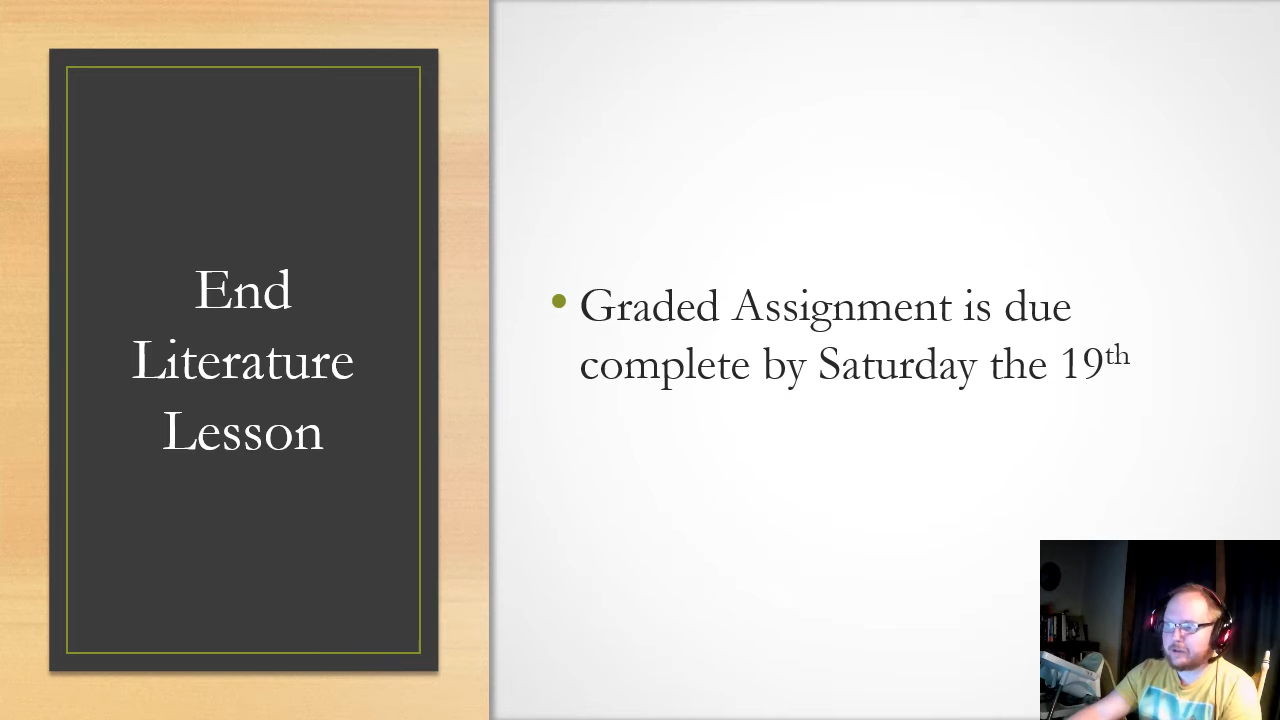 End
Literature
Lesson
• Graded Assignment is due
complete by Saturday the 19th